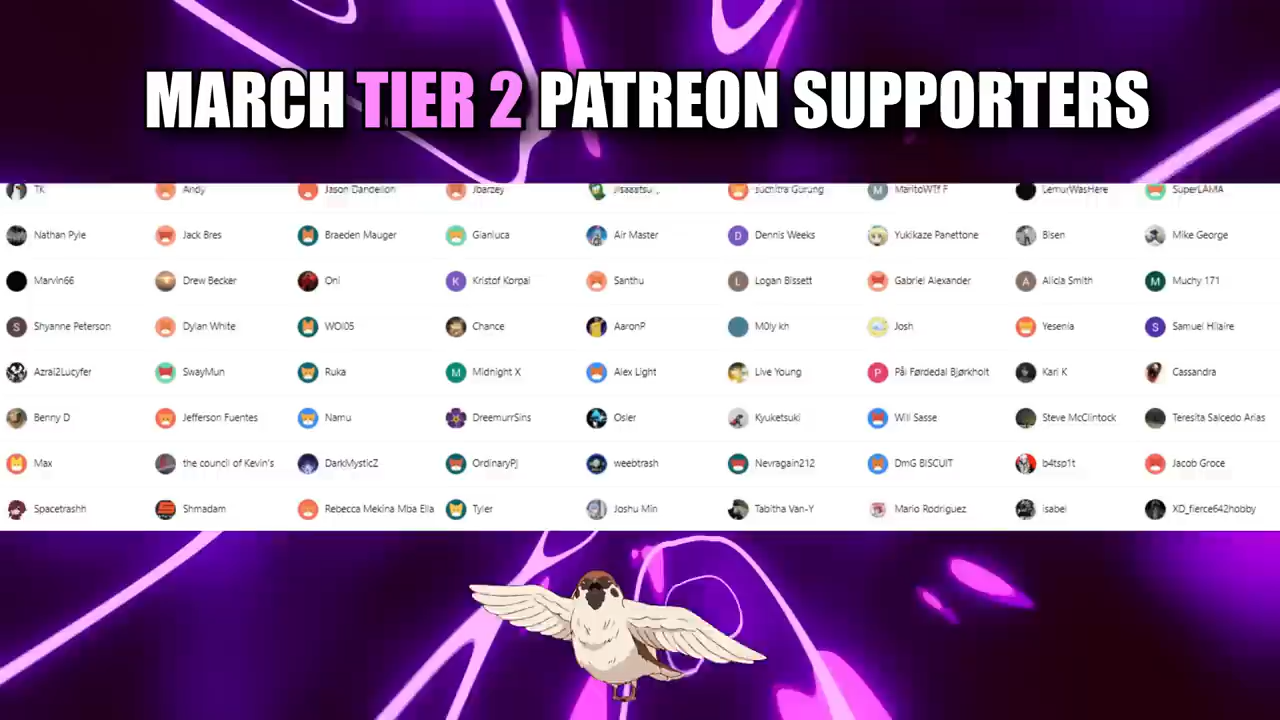 MARCH TIER 2 PATREON SUPPORTERS
TK Andy Jason Dandelion Jbarzey suchitra Gurung MaritoWTf F LemurWasHere SuperLAMA
Nathan Pyle Jack Bres Braeden Mauger Gianluca Air Master D Dennis Weeks Yukikaze Panettone Bisen Mike George
Marvin66 Drew Becker Oni K Kristof Korpai Santhu L Logan Bissett Gabriel Alexander A Alicia Smith M Muchy 171
S Shyanne Peterson Dylan White WOi05 Chance AaronP M0ly kh Josh Yesenia S Samuel Hilaire
Azral2Lucyfer SwayMun Ruka M Midnight X Alex Light Live Young P Pål Førdedal Bjørkholt Kari K Cassandra
Benny D Jefferson Fuentes Namu DreemurrSins Osler Kyuketsuki Will Sasse Steve McClintock Teresita Salcedo Arias
Max the council of Kevin's DarkMysticZ OrdinaryPJ weebtrash Nevragain212 DmG BISCUIT b4tsp1t Jacob Groce
Spacetrashh Shmadam Rebecca Mekina Mba Ella Tyler Joshu Min Tabitha Van-Y Mario Rodriguez isabel XD_fierce642hobby